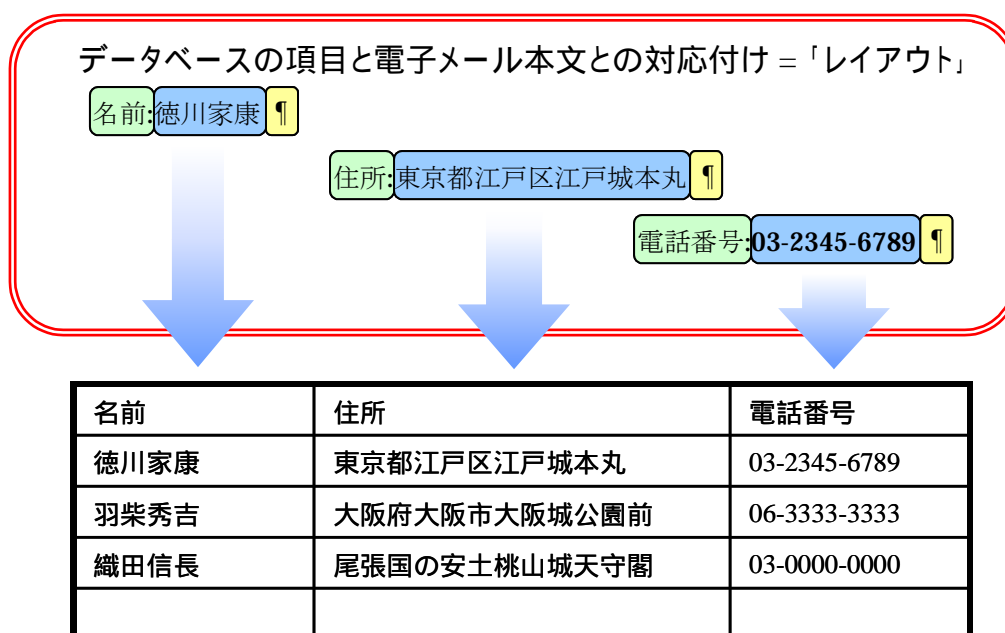 データベースの項目と電子メール本文との対応付け = 「レイアウト」
名前:徳川家康 ¶
住所:東京都江戸区江戸城本丸 ¶
電話番号:03-2345-6789 ¶
名前 住所 電話番号
徳川家康 東京都江戸区江戸城本丸 03-2345-6789
羽柴秀吉 大阪府大阪市大阪城公園前 06-3333-3333
織田信長 尾張国の安土桃山城天守閣 03-0000-0000